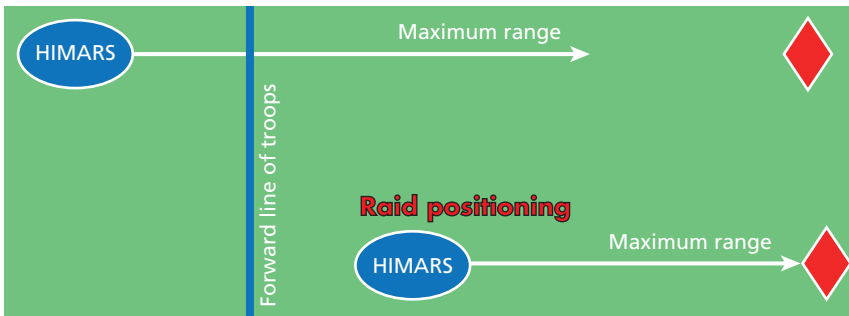 HIMARS
Maximum range
Forward line of troops
Raid positioning
HIMARS
Maximum range